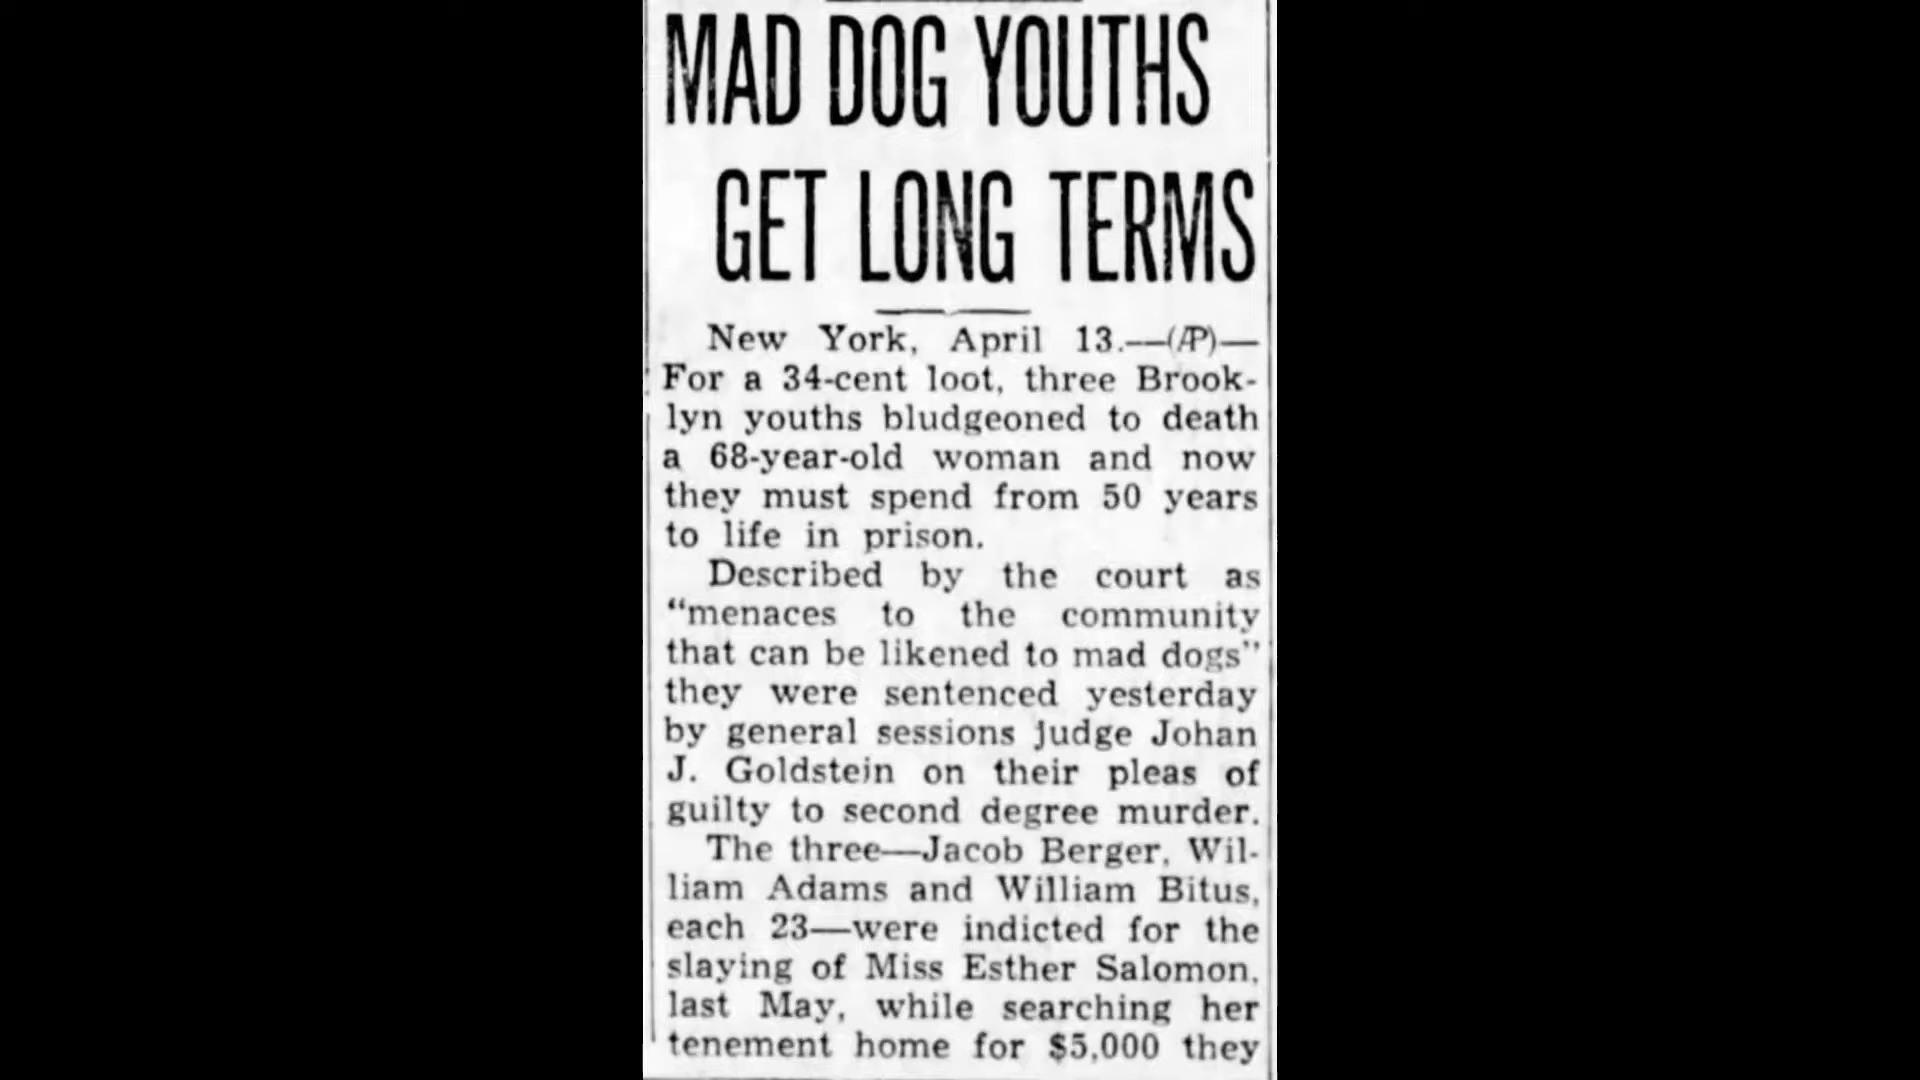 MAD DOG YOUTHS
GET LONG TERMS
New York, April 13.—(AP)—
For a 34-cent loot, three Brook-
lyn youths bludgeoned to death
a 68-year-old woman and now
they must spend from 50 years
to life in prison.
Described by the court as
“menaces to the community
that can be likened to mad dogs”
they were sentenced yesterday
by general sessions judge Johan
J. Goldstein on their pleas of
guilty to second degree murder.
The three—Jacob Berger, Wil-
liam Adams and William Bitus,
each 23—were indicted for the
slaying of Miss Esther Salomon,
last May, while searching her
tenement home for $5,000 they